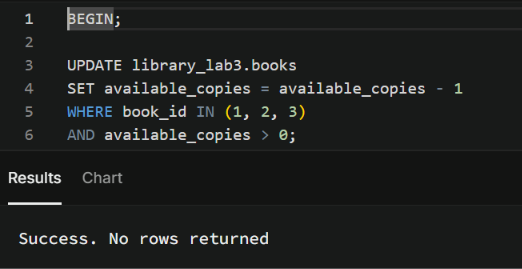 1 BEGIN;
2
3 UPDATE library_lab3.books
4 SET available_copies = available_copies - 1
5 WHERE book_id IN (1, 2, 3)
6 AND available_copies > 0;
Results Chart
Success. No rows returned